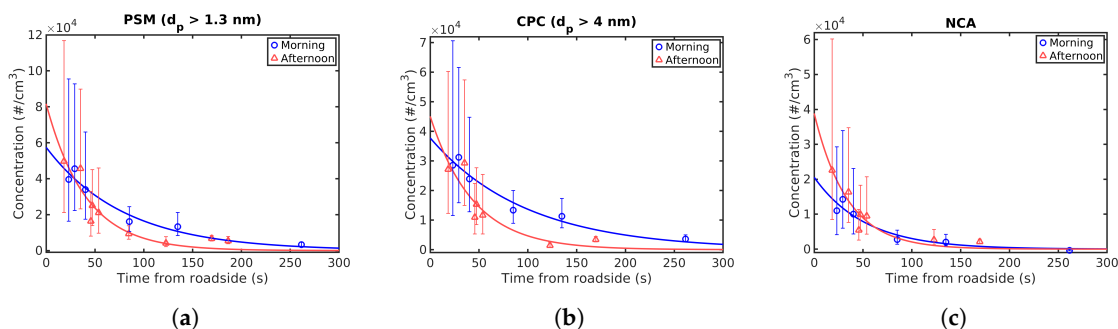 PSM (d_p > 1.3 nm)
×10^4
12
10
8
6
4
2
0
Concentration (#/cm^3)
Morning
Afternoon
0 50 100 150 200 250 300
Time from roadside (s)
(a)
CPC (d_p > 4 nm)
×10^4
7
6
5
4
3
2
1
0
Concentration (#/cm^3)
Morning
Afternoon
0 50 100 150 200 250 300
Time from roadside (s)
(b)
NCA
×10^4
6
4
2
0
Concentration (#/cm^3)
Morning
Afternoon
0 50 100 150 200 250 300
Time from roadside (s)
(c)